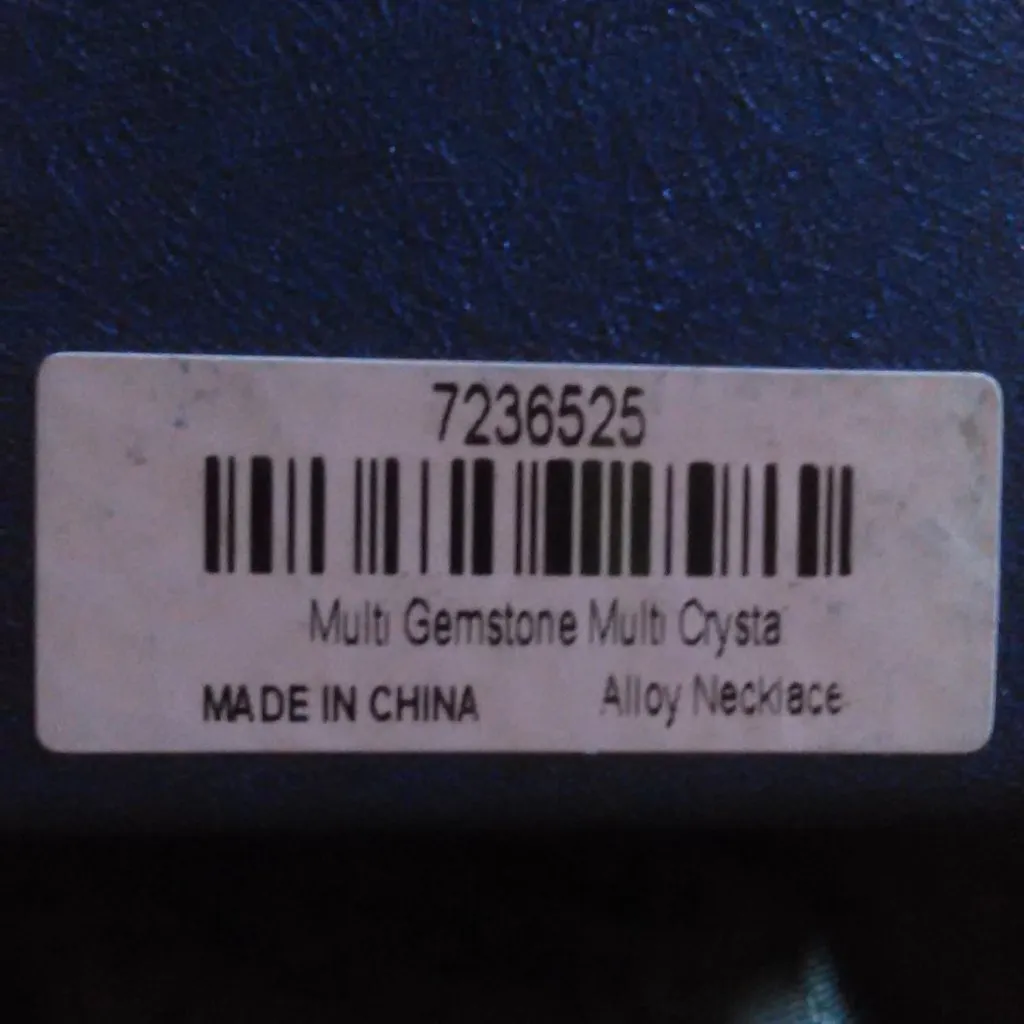 7236525
Multi Gemstone Multi Crysta
MADE IN CHINA Alloy Necklace